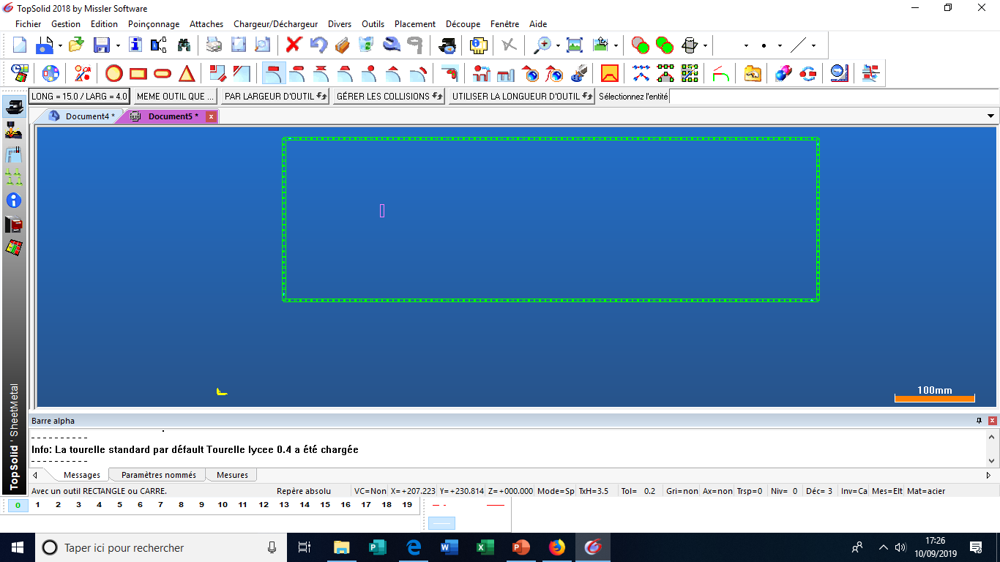 TopSolid 2018 by Missler Software
Fichier Gestion Edition Poinçonnage Attaches Chargeur/Déchargeur Divers Outils Placement Découpe Fenêtre Aide
LONG = 15.0 / LARG = 4.0 MEME OUTIL QUE ... PAR LARGEUR D'OUTIL GÉRER LES COLLISIONS UTILISER LA LONGUEUR D'OUTIL Sélectionnez l'entité
Document4 * Document5 *
100mm
TopSolid ' SheetMetal
Barre alpha
----------
Info: La tourelle standard par défaut Tourelle lycee 0.4 a été chargée
----------
Messages Paramètres nommés Mesures
Avec un outil RECTANGLE ou CARRE. Repère absolu VC=Non X=+207.223 Y=+230.814 Z=+000.000 Mode=Sp TxH=3.5 Tol= 0.2 Gri=non Ax=non Trsp=0 Niv= 0 Déc= 3 Inv=Ca Mes=Elt Mat=acier
0 1 2 3 4 5 6 7 8 9 10 11 12 13 14 15 16 17 18 19
Taper ici pour rechercher
17:26
10/09/2019